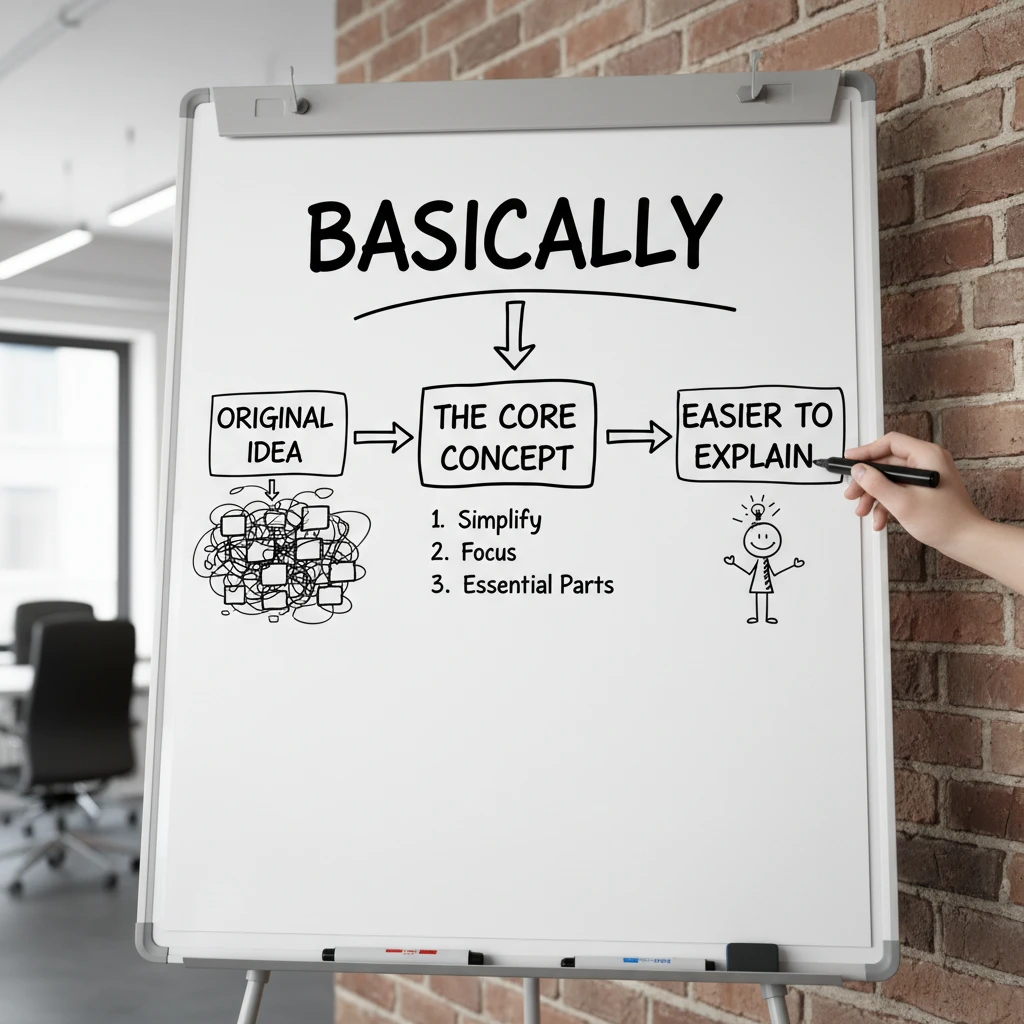 BASICALLY
ORIGINAL
IDEA
THE CORE
CONCEPT
EASIER TO
EXPLAIN
1. Simplify
2. Focus
3. Essential Parts